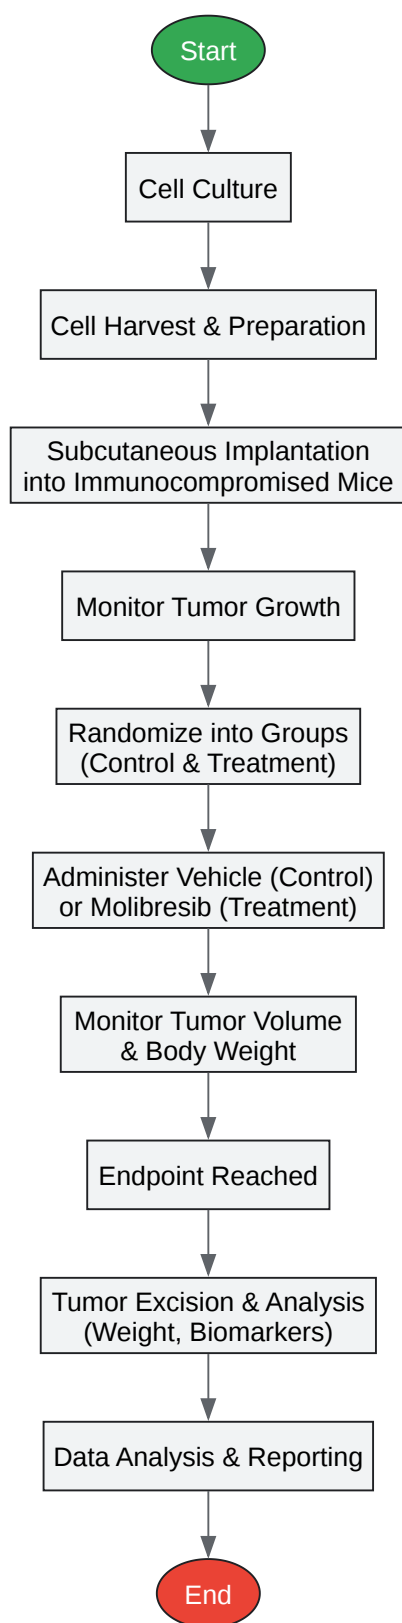 Start
Cell Culture
Cell Harvest & Preparation
Subcutaneous Implantation
into Immunocompromised Mice
Monitor Tumor Growth
Randomize into Groups
(Control & Treatment)
Administer Vehicle (Control)
or Molibresib (Treatment)
Monitor Tumor Volume
& Body Weight
Endpoint Reached
Tumor Excision & Analysis
(Weight, Biomarkers)
Data Analysis & Reporting
End